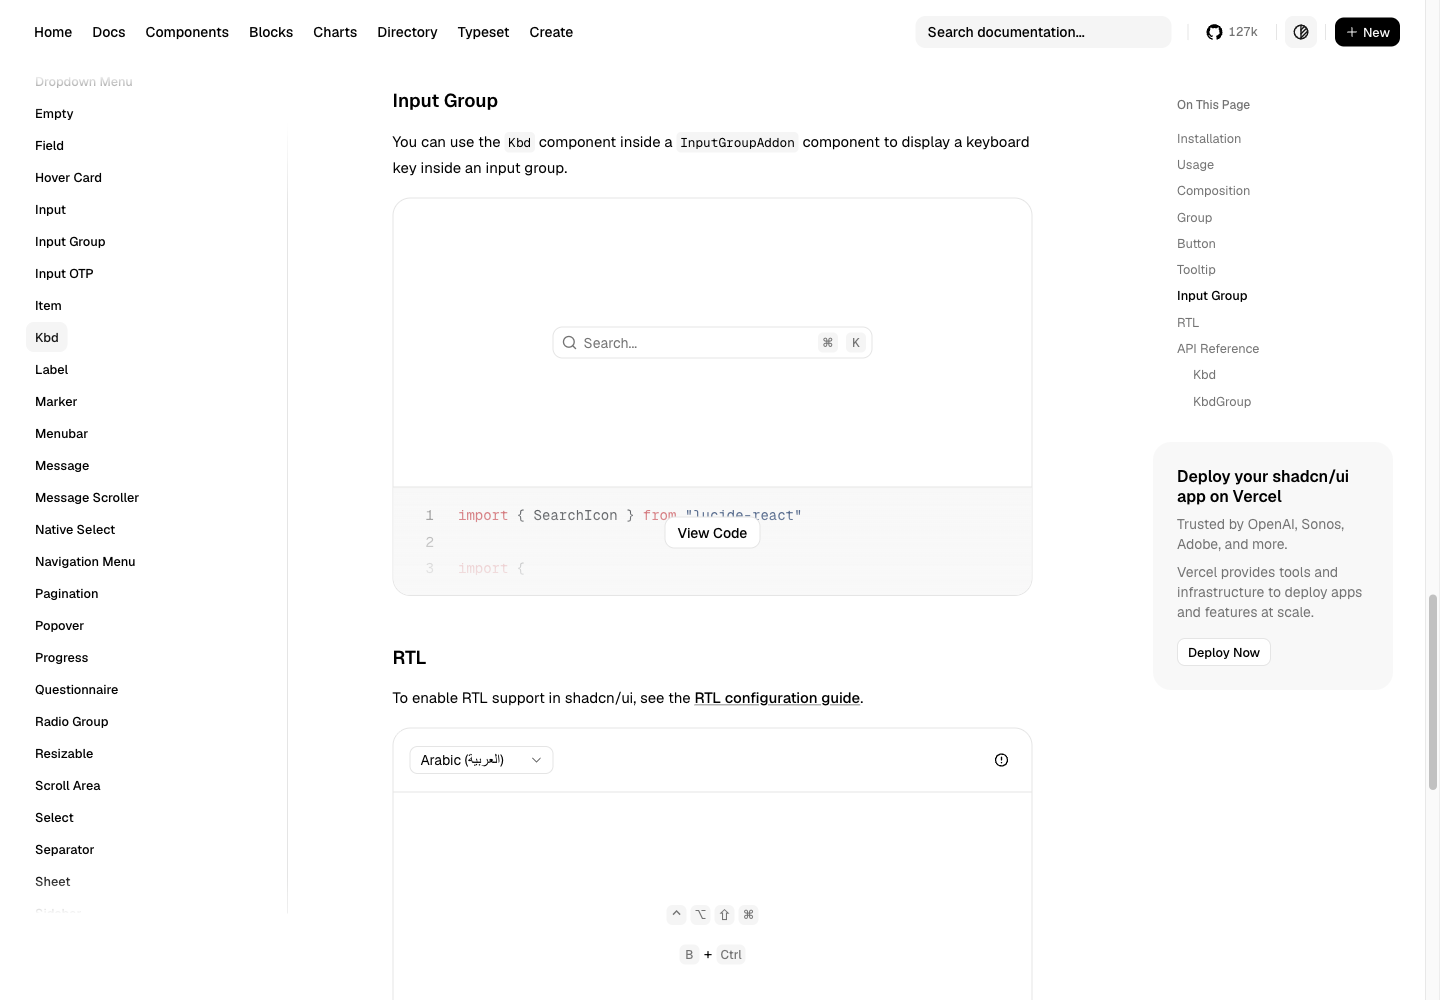 Home Docs Components Blocks Charts Directory Typeset Create
Search documentation...
127k
New
Dropdown Menu
Empty
Field
Hover Card
Input
Input Group
Input OTP
Item
Kbd
Label
Marker
Menubar
Message
Message Scroller
Native Select
Navigation Menu
Pagination
Popover
Progress
Questionnaire
Radio Group
Resizable
Scroll Area
Select
Separator
Sheet
Sidebar
Input Group
You can use the Kbd component inside a InputGroupAddon component to display a keyboard
key inside an input group.
Search...
⌘ K
1 import { SearchIcon } from "lucide-react"
View Code
2
3 import {
RTL
To enable RTL support in shadcn/ui, see the RTL configuration guide.
Arabic (العربية)
⌃ ⌥ ⇧ ⌘
B + Ctrl
On This Page
Installation
Usage
Composition
Group
Button
Tooltip
Input Group
RTL
API Reference
Kbd
KbdGroup
Deploy your shadcn/ui
app on Vercel
Trusted by OpenAI, Sonos,
Adobe, and more.
Vercel provides tools and
infrastructure to deploy apps
and features at scale.
Deploy Now